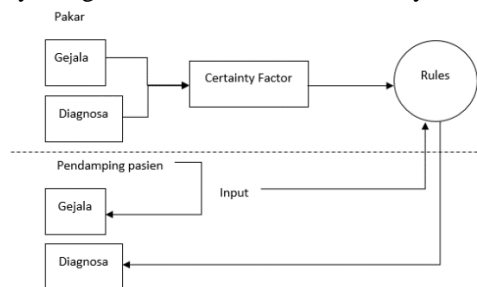 Pakar
Gejala
Certainty Factor
Rules
Diagnosa
Pendamping pasien
Input
Gejala
Diagnosa